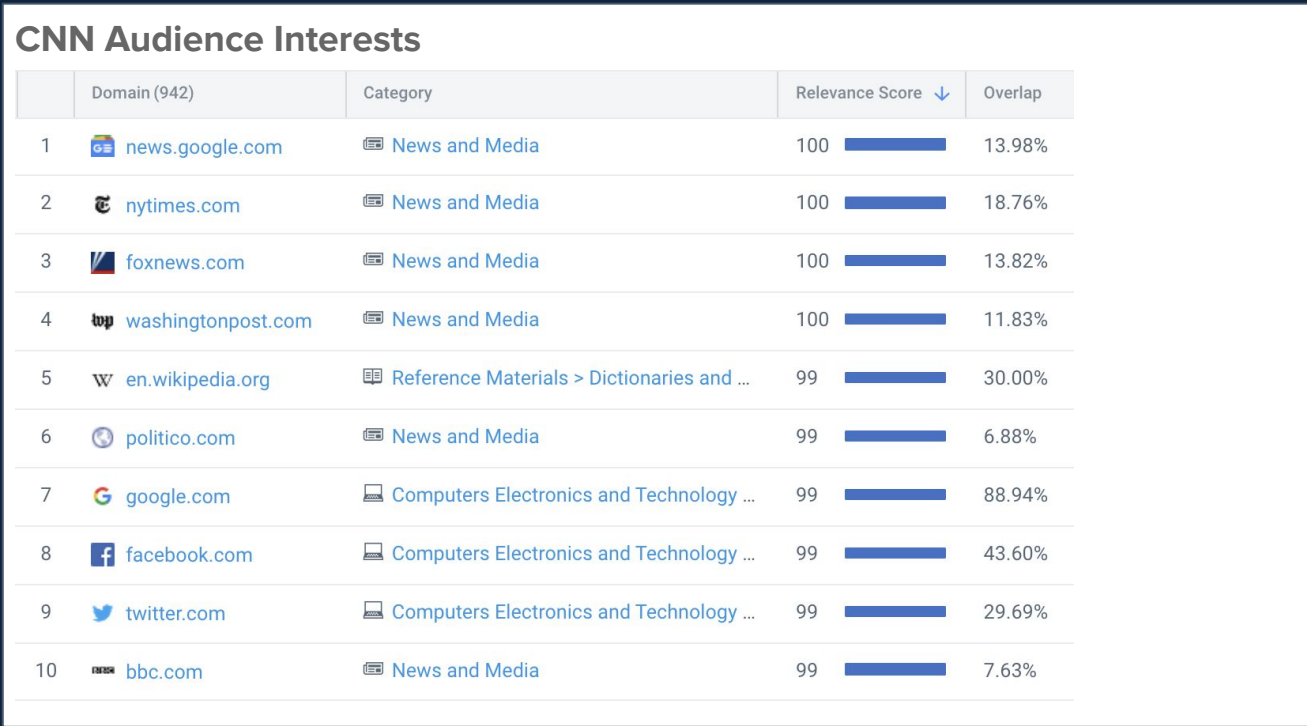 CNN Audience Interests
Domain (942) Category Relevance Score Overlap
1 news.google.com News and Media 100 13.98%
2 nytimes.com News and Media 100 18.76%
3 foxnews.com News and Media 100 13.82%
4 wp washingtonpost.com News and Media 100 11.83%
5 W en.wikipedia.org Reference Materials > Dictionaries and ... 99 30.00%
6 politico.com News and Media 99 6.88%
7 G google.com Computers Electronics and Technology ... 99 88.94%
8 f facebook.com Computers Electronics and Technology ... 99 43.60%
9 twitter.com Computers Electronics and Technology ... 99 29.69%
10 BBC bbc.com News and Media 99 7.63%